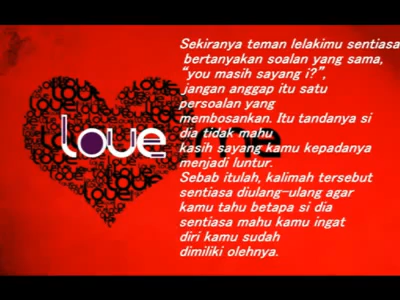 Sekiranya teman lelakimu sentiasa
bertanyakan soalan yang sama,
“you masih sayang i?”,
jangan anggap itu satu
persoalan yang
membosankan. Itu tandanya si
dia tidak mahu
kasih sayang kamu kepadanya
menjadi luntur.
Sebab itulah, kalimah tersebut
sentiasa diulang-ulang agar
kamu tahu betapa si dia
sentiasa mahu kamu ingat
diri kamu sudah
dimiliki olehnya.
love